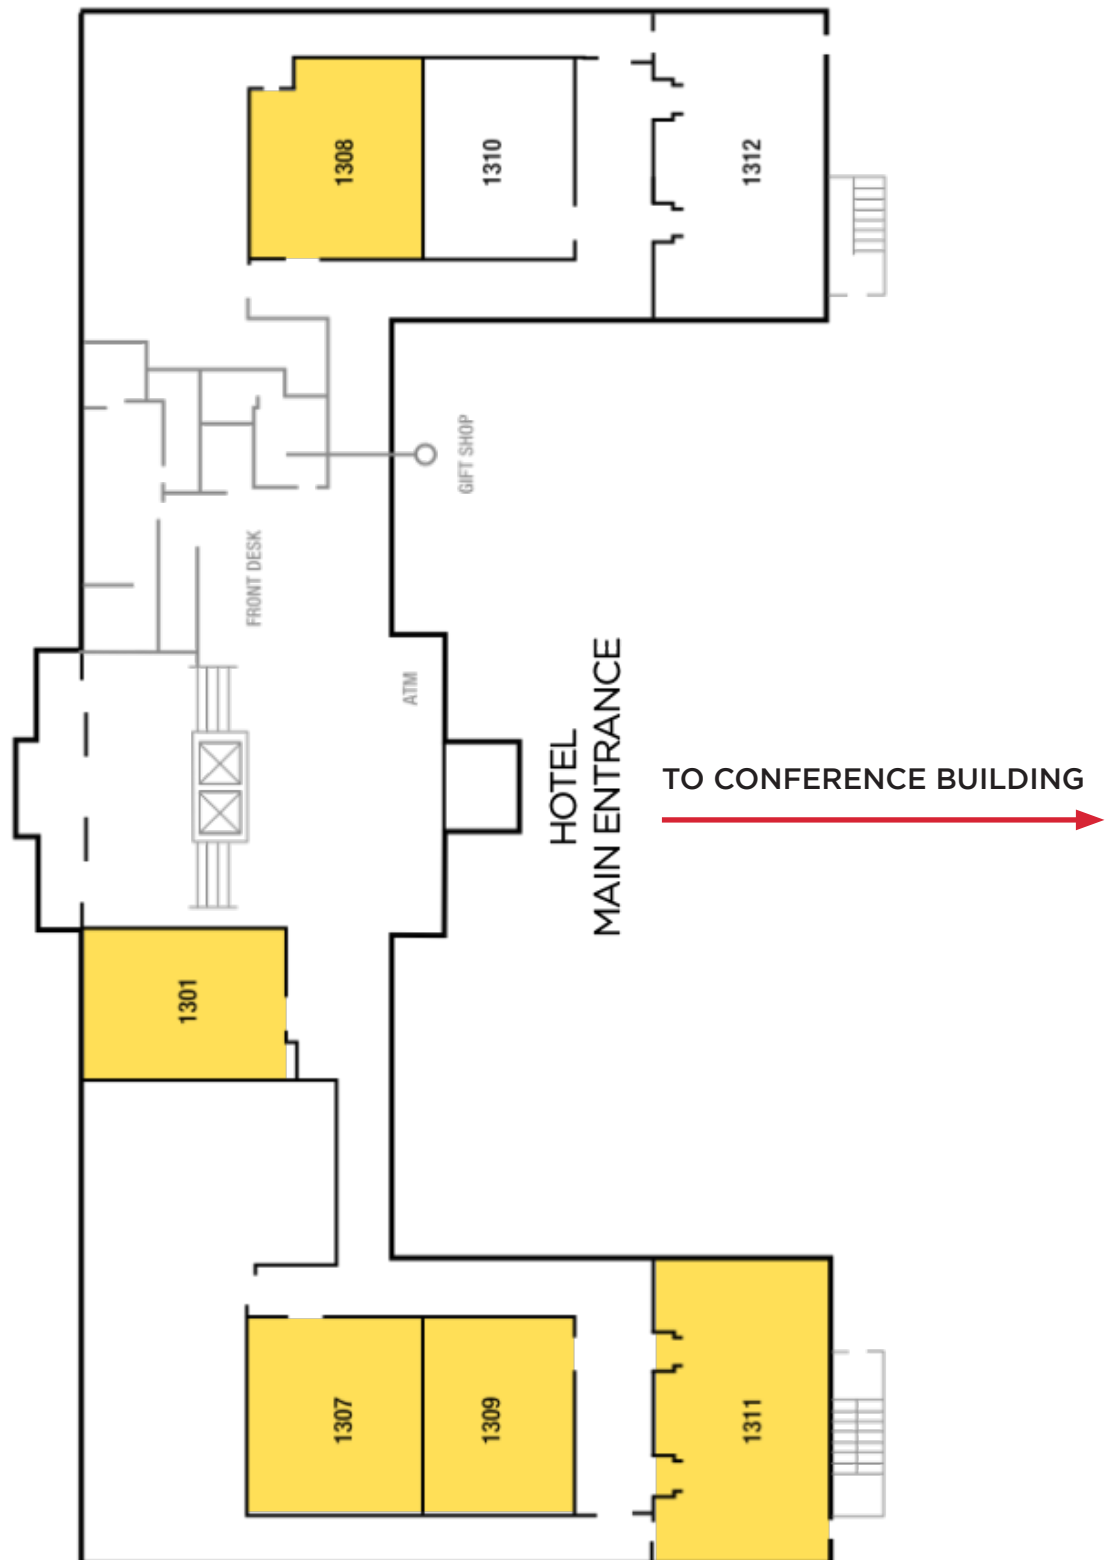 1308
1310
1312
GIFT SHOP
FRONT DESK
ATM
HOTEL
MAIN ENTRANCE
TO CONFERENCE BUILDING
1301
1307
1309
1311